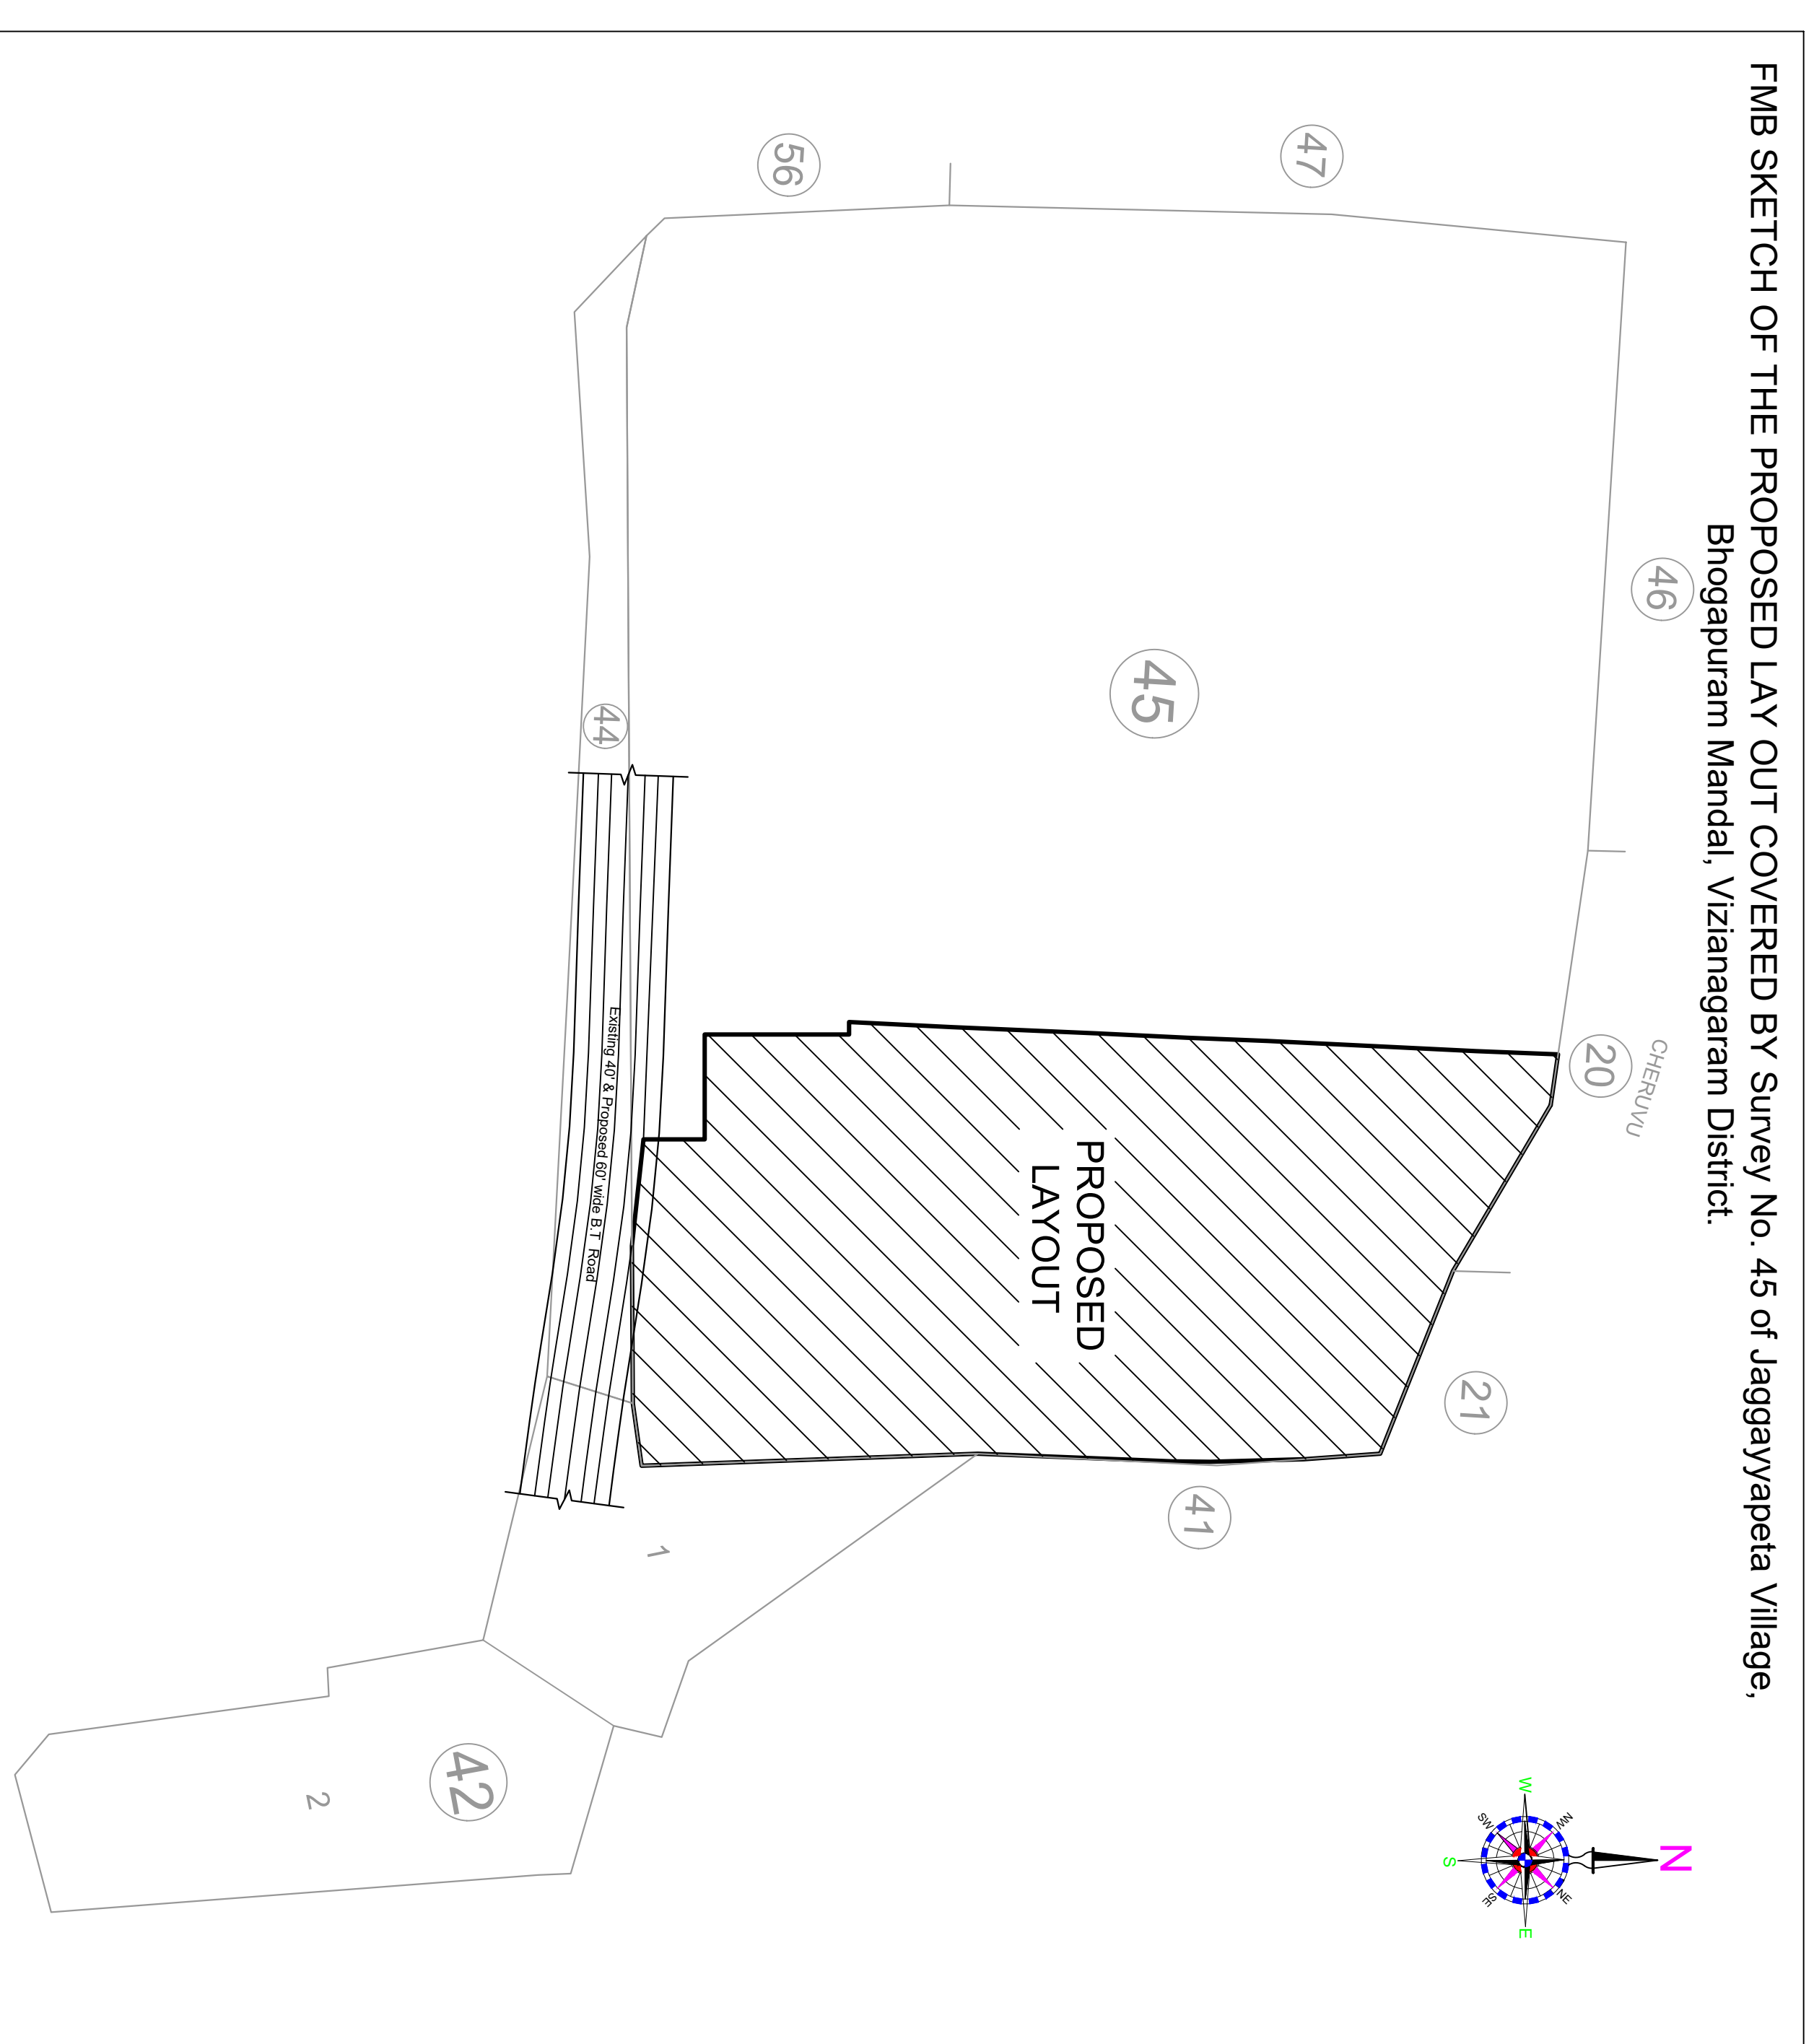 FMB SKETCH OF THE PROPOSED LAY OUT COVERED BY Survey No. 45 of Jaggayyapeta Village,
Bhogapuram Mandal, Vizianagaram District.
46
20
CHERUVU
47
45
21
56
PROPOSED
LAYOUT
41
44
Existing 40' & Proposed 60' wide B.T Road
1
42
2
N
NW
NE
W
E
SW
SE
S